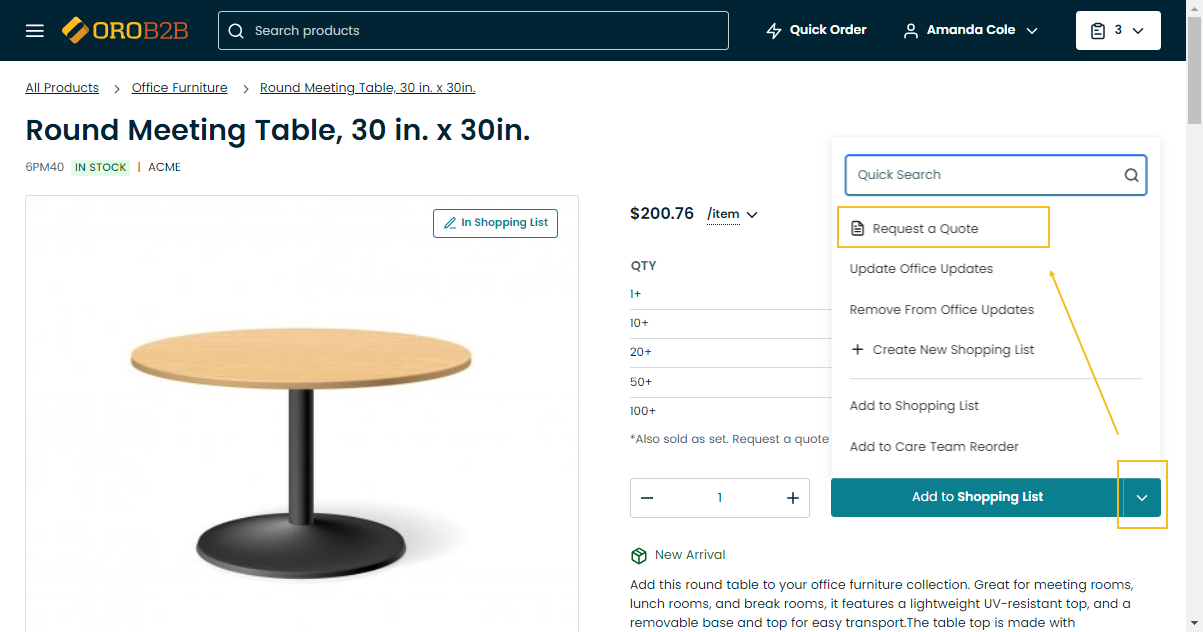 OROB2B
Search products
Quick Order
Amanda Cole
3
All Products > Office Furniture > Round Meeting Table, 30 in. x 30in.
Round Meeting Table, 30 in. x 30in.
6PM40 IN STOCK | ACME
In Shopping List
$200.76 /item
QTY
1+
10+
20+
50+
100+
*Also sold as set. Request a quote
Quick Search
Request a Quote
Update Office Updates
Remove From Office Updates
+ Create New Shopping List
Add to Shopping List
Add to Care Team Reorder
— 1 +
Add to Shopping List
New Arrival
Add this round table to your office furniture collection. Great for meeting rooms,
lunch rooms, and break rooms, it features a lightweight UV-resistant top, and a
removable base and top for easy transport.The table top is made with